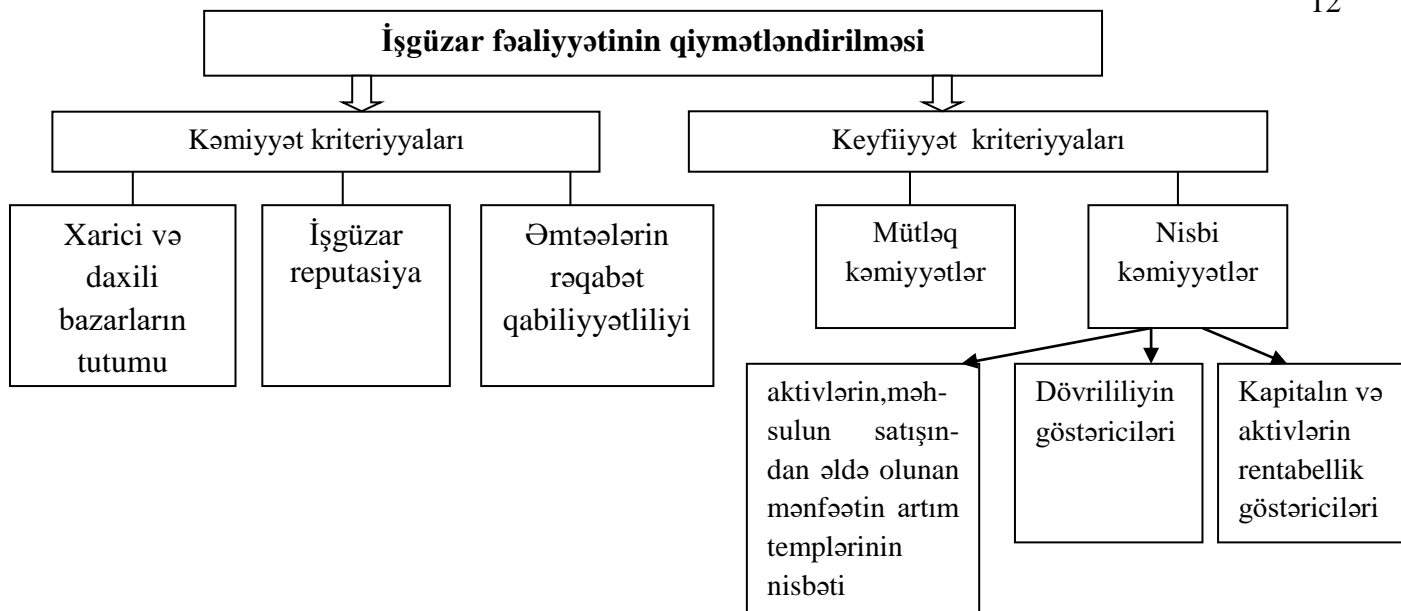 12
İşgüzar fəaliyyətinin qiymətləndirilməsi
Kəmiyyət kriteriyyaları
Keyfiiyyət kriteriyyaları
Xarici və
daxili
bazarların
tutumu
İşgüzar
reputasiya
Əmtəələrin
rəqabət
qabiliyyətliliyi
Mütləq
kəmiyyətlər
Nisbi
kəmiyyətlər
aktivlərin,məh-
sulun satışın-
dan əldə olunan
mənfəətin artım
templərinin
nisbəti
Dövrililiyin
göstəriciləri
Kapitalın və
aktivlərin
rentabellik
göstəriciləri